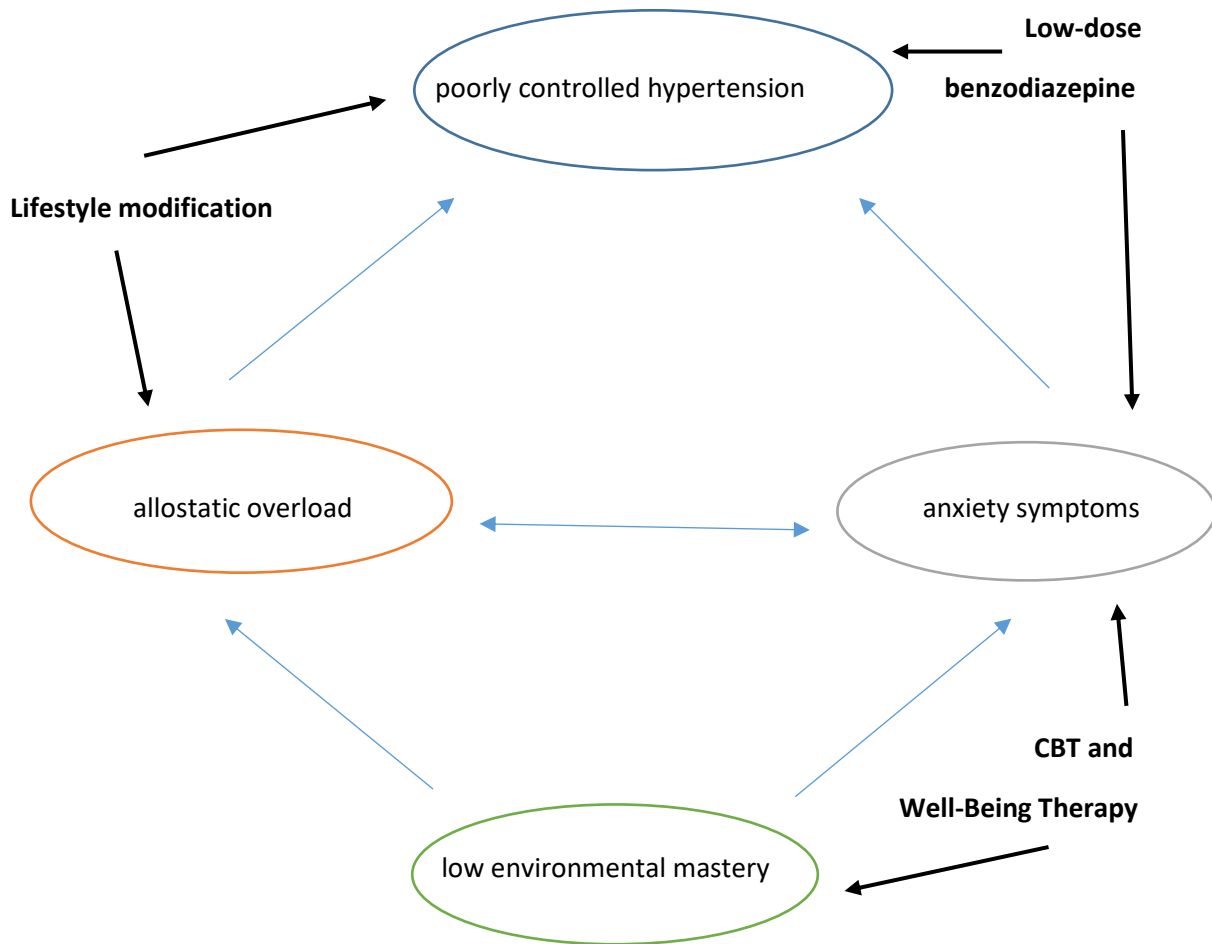 Low-dose
poorly controlled hypertension
benzodiazepine
Lifestyle modification
allostatic overload
anxiety symptoms
CBT and
Well-Being Therapy
low environmental mastery